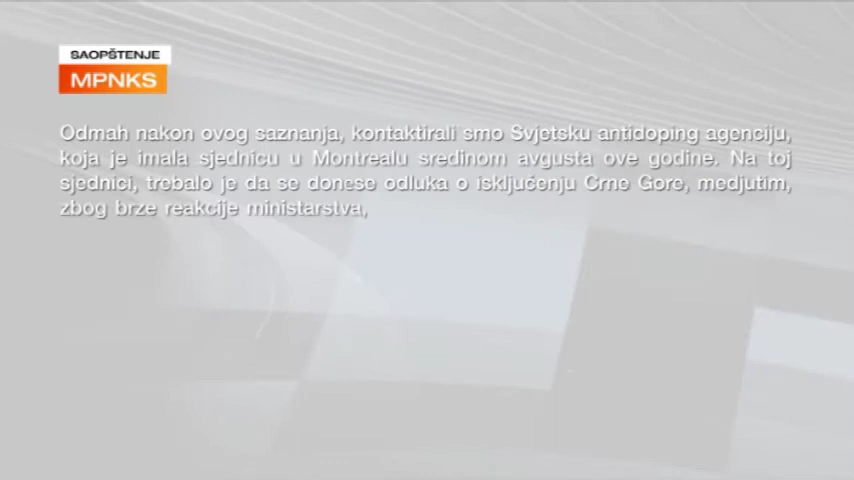 SAOPŠTENJE
MPNKS
Odmah nakon ovog saznanja, kontaktirali smo Svjetsku antidoping agenciju,
koja je imala sjednicu u Montrealu sredinom avgusta ove godine. Na toj
sjednici, trebalo je da se donese odluka o isključenju Crne Gore, medjutim,
zbog brze reakcije ministarstva,